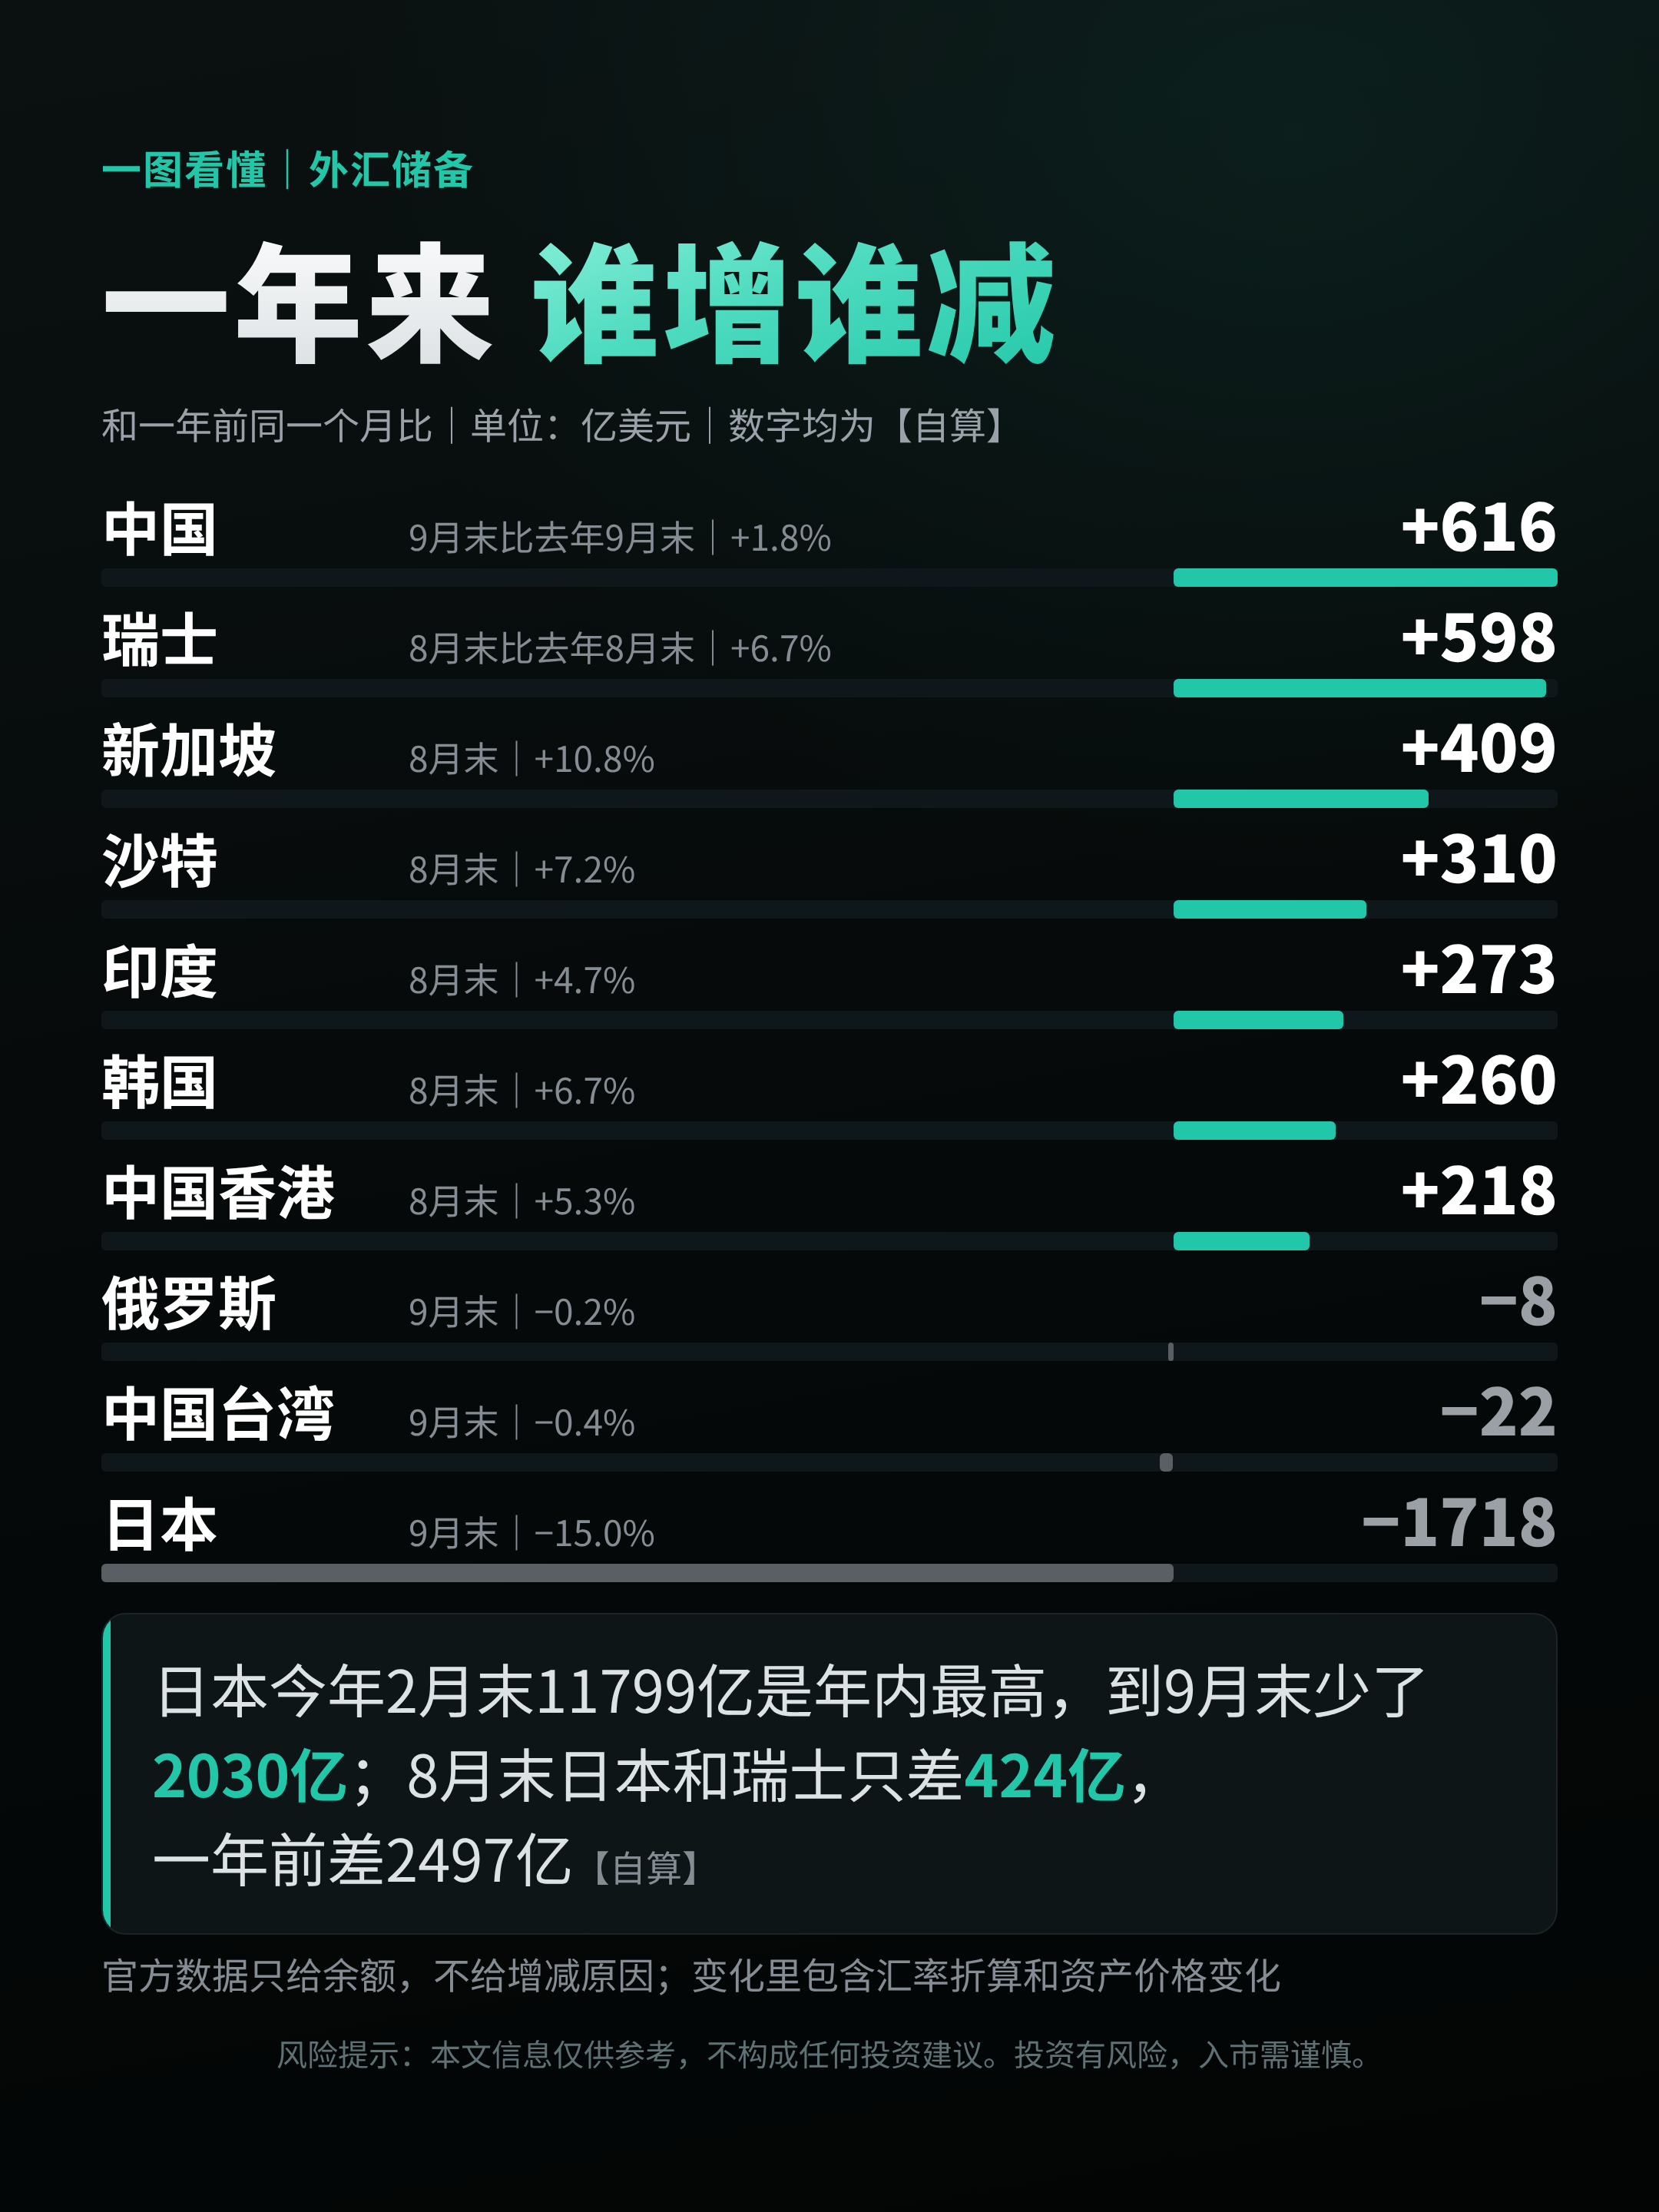 一图看懂｜外汇储备
一年来 谁增谁减
和一年前同一个月比｜单位：亿美元｜数字均为【自算】
中国 9月末比去年9月末｜+1.8% +616
瑞士 8月末比去年8月末｜+6.7% +598
新加坡 8月末｜+10.8% +409
沙特 8月末｜+7.2% +310
印度 8月末｜+4.7% +273
韩国 8月末｜+6.7% +260
中国香港 8月末｜+5.3% +218
俄罗斯 9月末｜−0.2% −8
中国台湾 9月末｜−0.4% −22
日本 9月末｜−15.0% −1718
日本今年2月末11799亿是年内最高，到9月末少了
2030亿；8月末日本和瑞士只差424亿，
一年前差2497亿【自算】
官方数据只给余额，不给增减原因；变化里包含汇率折算和资产价格变化
风险提示：本文信息仅供参考，不构成任何投资建议。投资有风险，入市需谨慎。